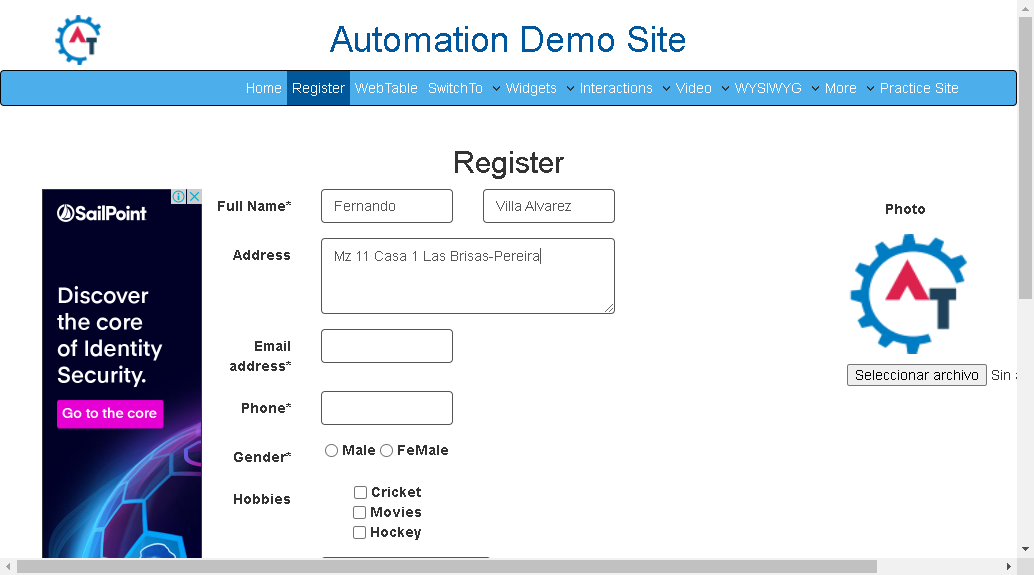 AT
Automation Demo Site
Home Register WebTable SwitchTo Widgets Interactions Video WYSIWYG More Practice Site
Register
SailPoint
Discover
the core
of Identity
Security.
Go to the core
Full Name* Fernando Villa Alvarez
Address Mz 11 Casa 1 Las Brisas-Pereira
Email
address*
Phone*
Gender* Male FeMale
Hobbies Cricket
Movies
Hockey
Photo
AT
Seleccionar archivo Sin